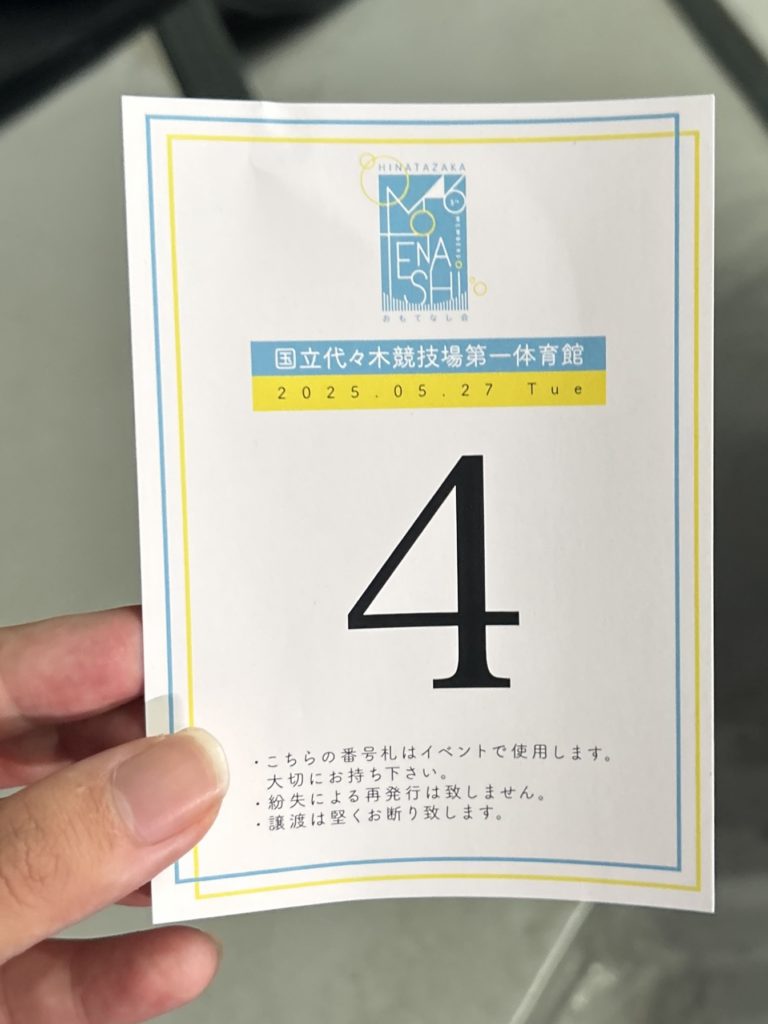 HINATAZAKA
MO
TENA
SHI
おもてなし会
国立代々木競技場第一体育館
2025.05.27 Tue
4
・こちらの番号札はイベントで使用します。
大切にお持ち下さい。
・紛失による再発行は致しません。
・譲渡は堅くお断り致します。